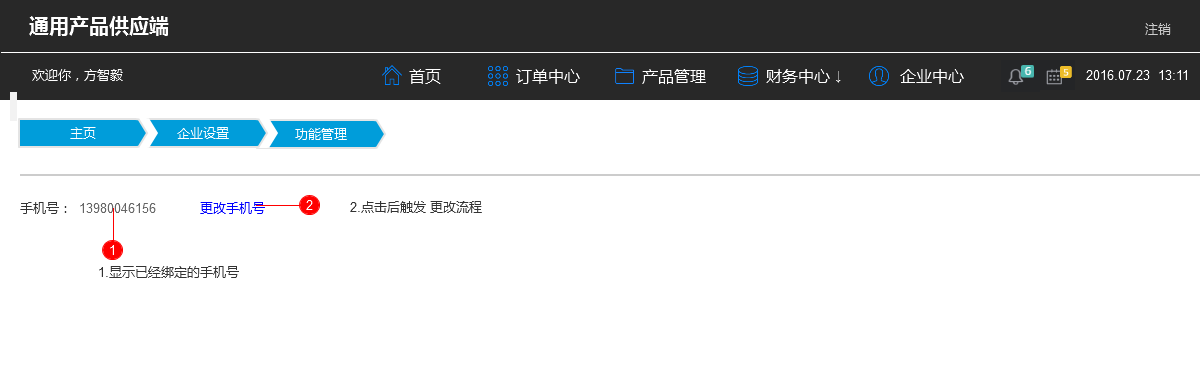 通用产品供应端
注销
欢迎你，方智毅 首页 订单中心 产品管理 财务中心↓ 企业中心 6 5 2016.07.23 13:11
主页 企业设置 功能管理
手机号： 13980046156 更改手机号 2 2.点击后触发 更改流程
1
1.显示已经绑定的手机号